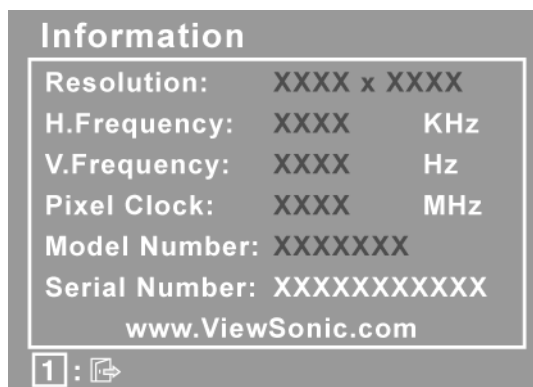 Information
Resolution: XXXX x XXXX
H.Frequency: XXXX KHz
V.Frequency: XXXX Hz
Pixel Clock: XXXX MHz
Model Number: XXXXXXX
Serial Number: XXXXXXXXXXX
www.ViewSonic.com
1 :